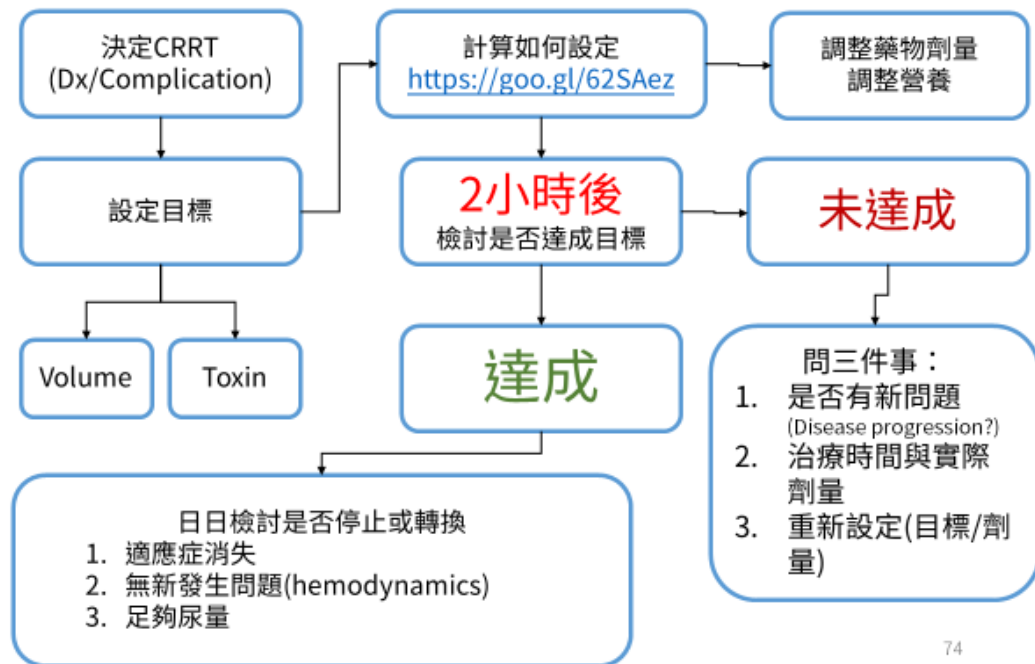 決定CRRT
(Dx/Complication)
計算如何設定
https://goo.gl/62SAez
調整藥物劑量
調整營養
設定目標
2小時後
檢討是否達成目標
未達成
Volume
Toxin
達成
問三件事：
1. 是否有新問題
(Disease progression?)
2. 治療時間與實際
劑量
3. 重新設定(目標/劑
量)
日日檢討是否停止或轉換
1. 適應症消失
2. 無新發生問題(hemodynamics)
3. 足夠尿量
74